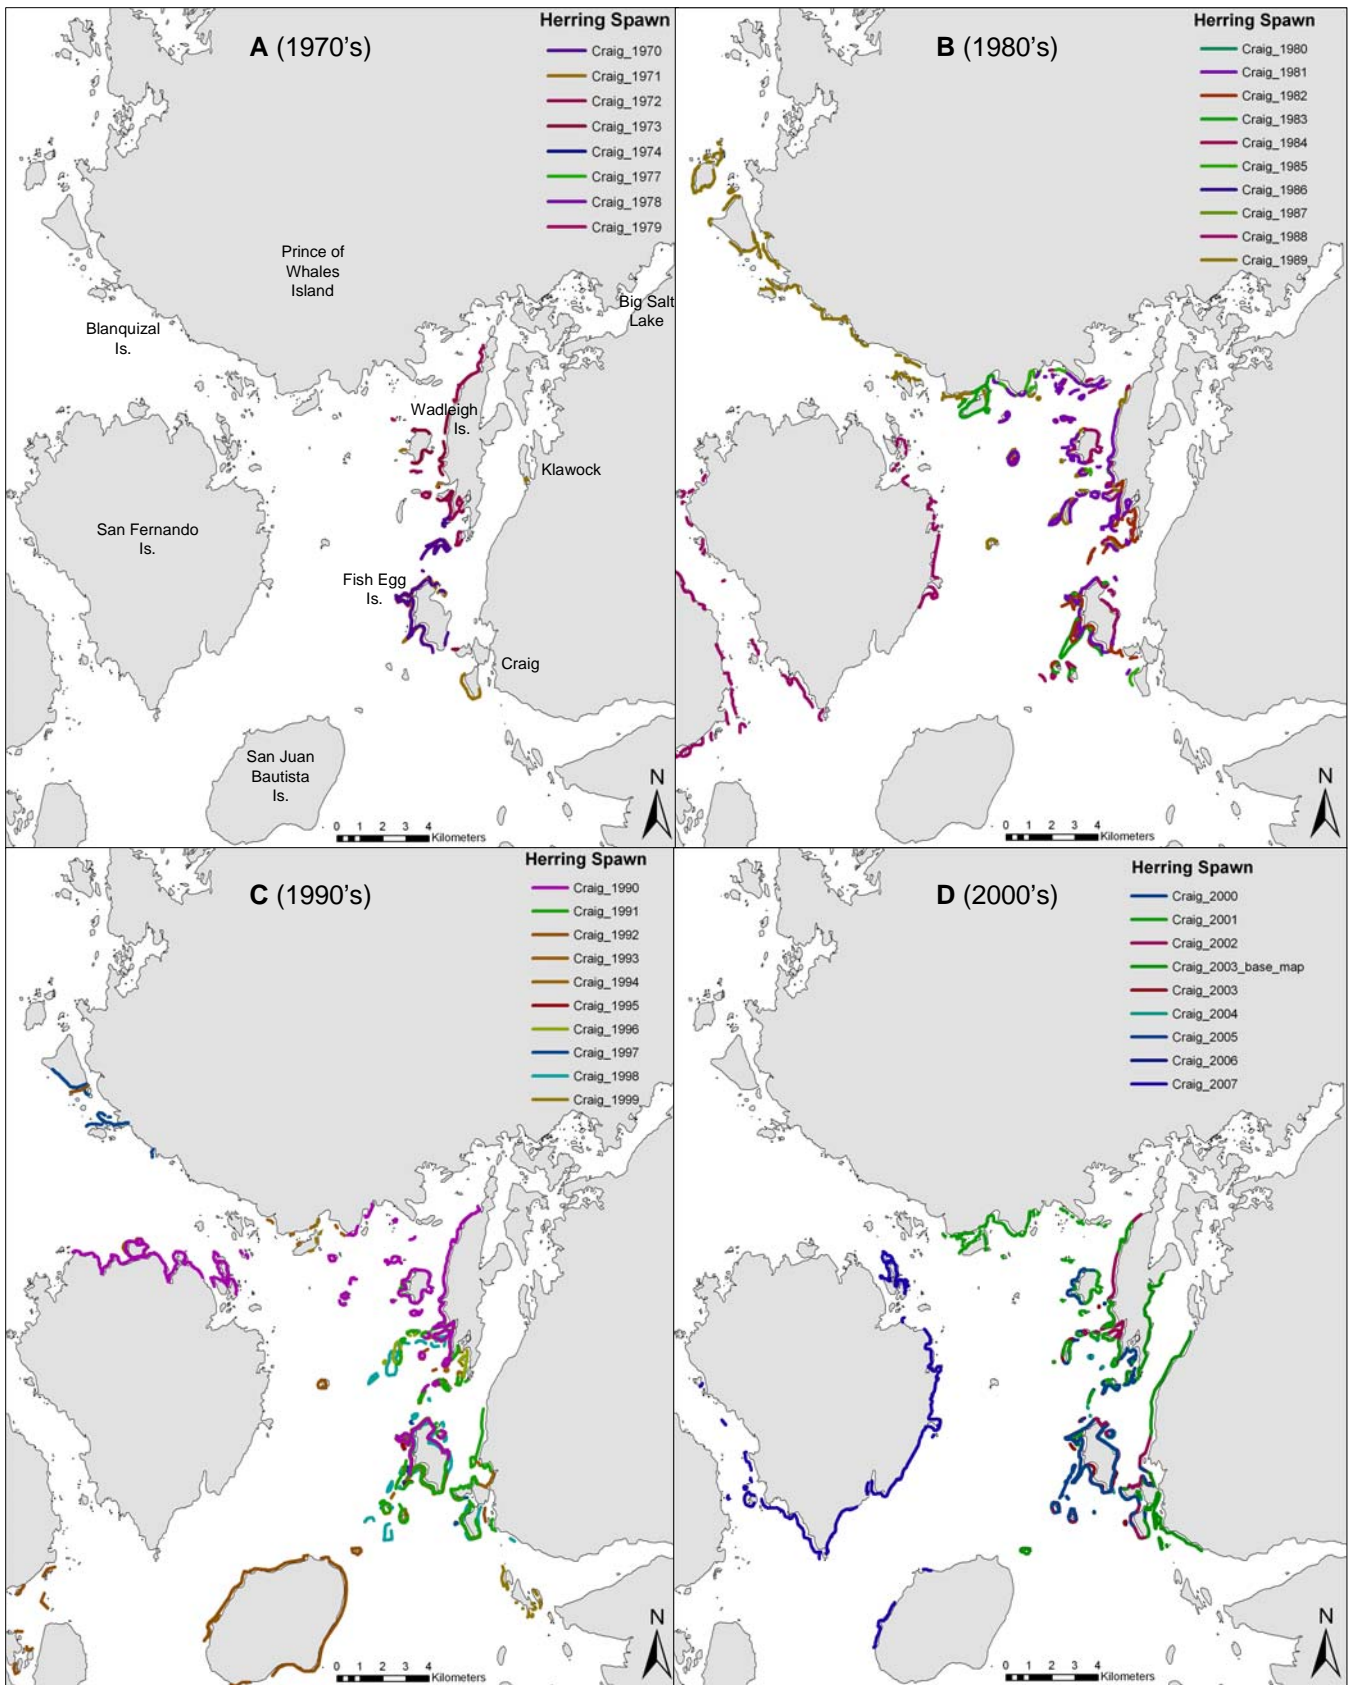 A (1970's)
Herring Spawn
Craig_1970
Craig_1971
Craig_1972
Craig_1973
Craig_1974
Craig_1977
Craig_1978
Craig_1979
Prince of
Whales
Island
Big Salt
Lake
Blanquizal
Is.
Wadleigh
Is.
Klawock
San Fernando
Is.
Fish Egg
Is.
Craig
San Juan
Bautista
Is.
N
0 1 2 3 4
Kilometers
B (1980's)
Herring Spawn
Craig_1980
Craig_1981
Craig_1982
Craig_1983
Craig_1984
Craig_1985
Craig_1986
Craig_1987
Craig_1988
Craig_1989
N
0 1 2 3 4
Kilometers
C (1990's)
Herring Spawn
Craig_1990
Craig_1991
Craig_1992
Craig_1993
Craig_1994
Craig_1995
Craig_1996
Craig_1997
Craig_1998
Craig_1999
N
0 1 2 3 4
Kilometers
D (2000's)
Herring Spawn
Craig_2000
Craig_2001
Craig_2002
Craig_2003_base_map
Craig_2003
Craig_2004
Craig_2005
Craig_2006
Craig_2007
N
0 1 2 3 4
Kilometers